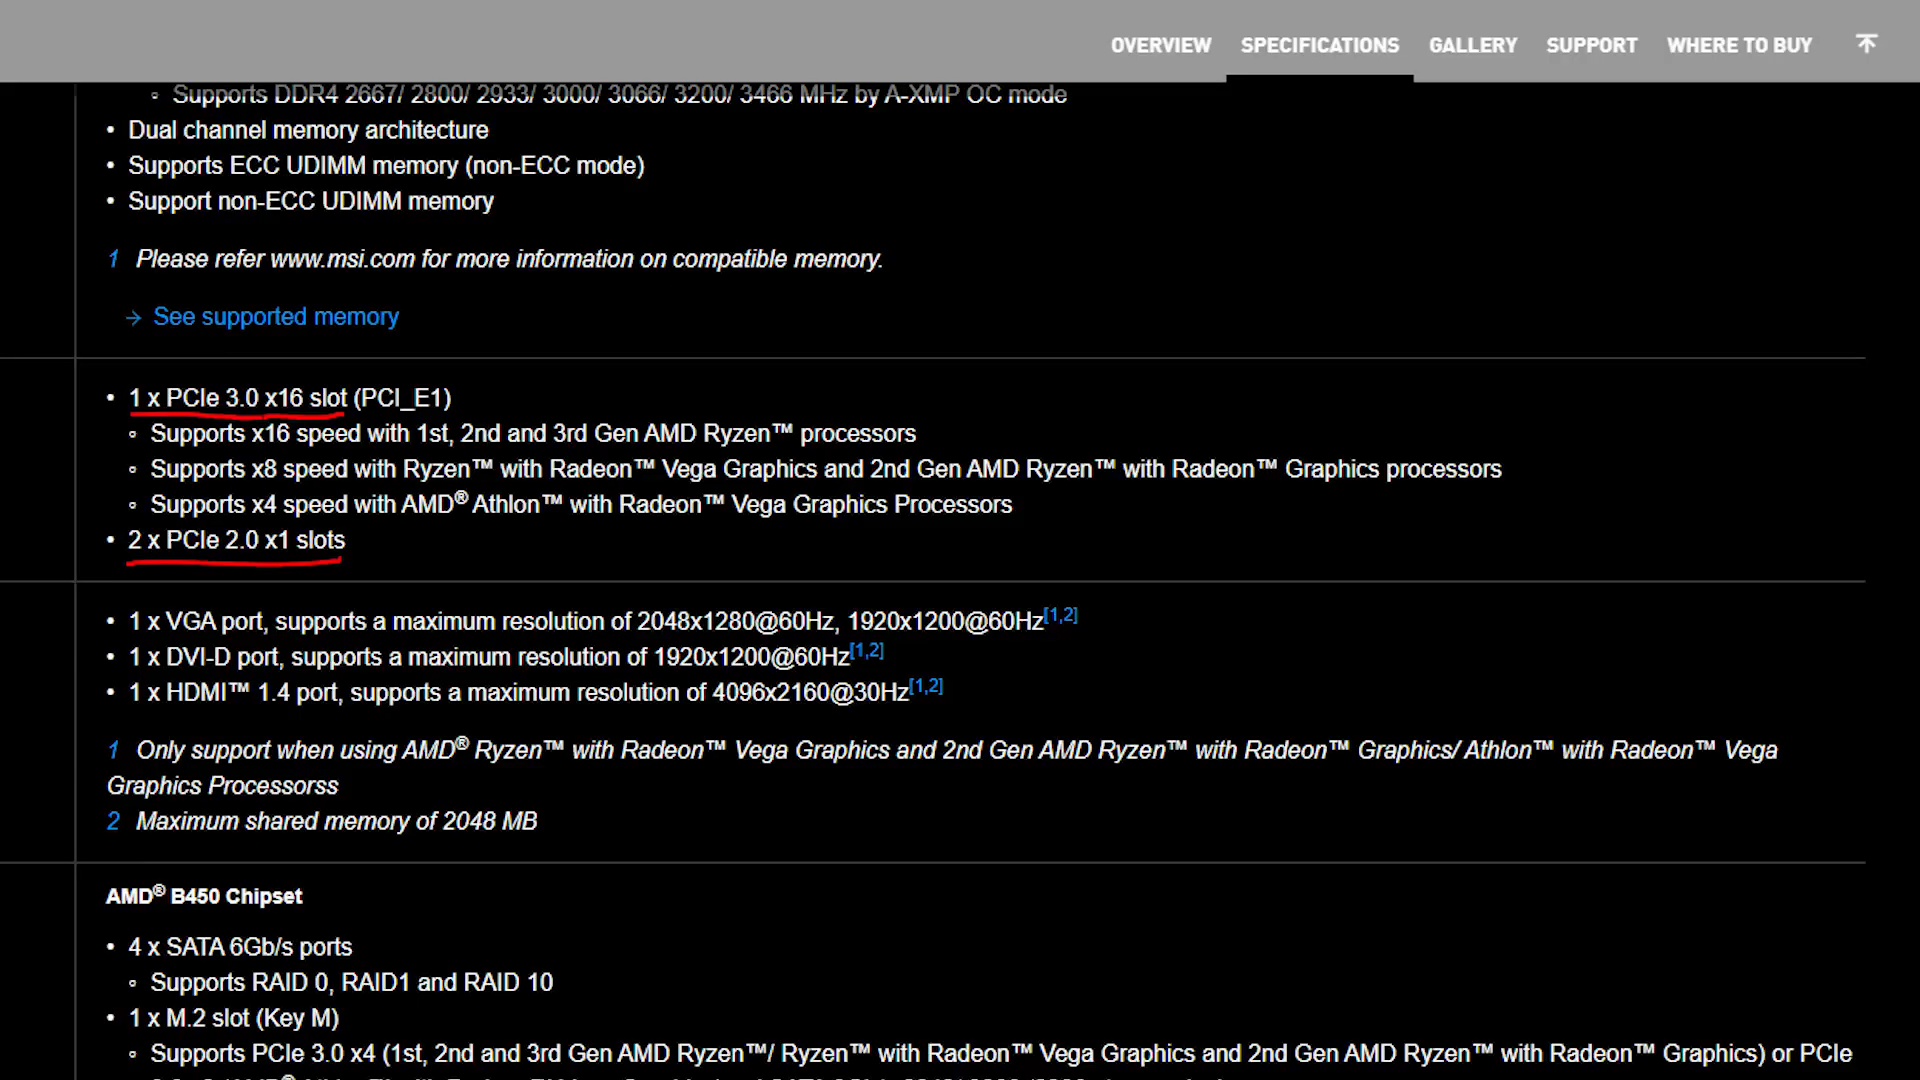 OVERVIEW SPECIFICATIONS GALLERY SUPPORT WHERE TO BUY
◦ Supports DDR4 2667/ 2800/ 2933/ 3000/ 3066/ 3200/ 3466 MHz by A-XMP OC mode
• Dual channel memory architecture
• Supports ECC UDIMM memory (non-ECC mode)
• Support non-ECC UDIMM memory
1 Please refer www.msi.com for more information on compatible memory.
→ See supported memory
• 1 x PCIe 3.0 x16 slot (PCI_E1)
◦ Supports x16 speed with 1st, 2nd and 3rd Gen AMD Ryzen™ processors
◦ Supports x8 speed with Ryzen™ with Radeon™ Vega Graphics and 2nd Gen AMD Ryzen™ with Radeon™ Graphics processors
◦ Supports x4 speed with AMD® Athlon™ with Radeon™ Vega Graphics Processors
• 2 x PCIe 2.0 x1 slots
• 1 x VGA port, supports a maximum resolution of 2048x1280@60Hz, 1920x1200@60Hz[1,2]
• 1 x DVI-D port, supports a maximum resolution of 1920x1200@60Hz[1,2]
• 1 x HDMI™ 1.4 port, supports a maximum resolution of 4096x2160@30Hz[1,2]
1 Only support when using AMD® Ryzen™ with Radeon™ Vega Graphics and 2nd Gen AMD Ryzen™ with Radeon™ Graphics/ Athlon™ with Radeon™ Vega
Graphics Processorss
2 Maximum shared memory of 2048 MB
AMD® B450 Chipset
• 4 x SATA 6Gb/s ports
◦ Supports RAID 0, RAID1 and RAID 10
• 1 x M.2 slot (Key M)
◦ Supports PCIe 3.0 x4 (1st, 2nd and 3rd Gen AMD Ryzen™/ Ryzen™ with Radeon™ Vega Graphics and 2nd Gen AMD Ryzen™ with Radeon™ Graphics) or PCIe